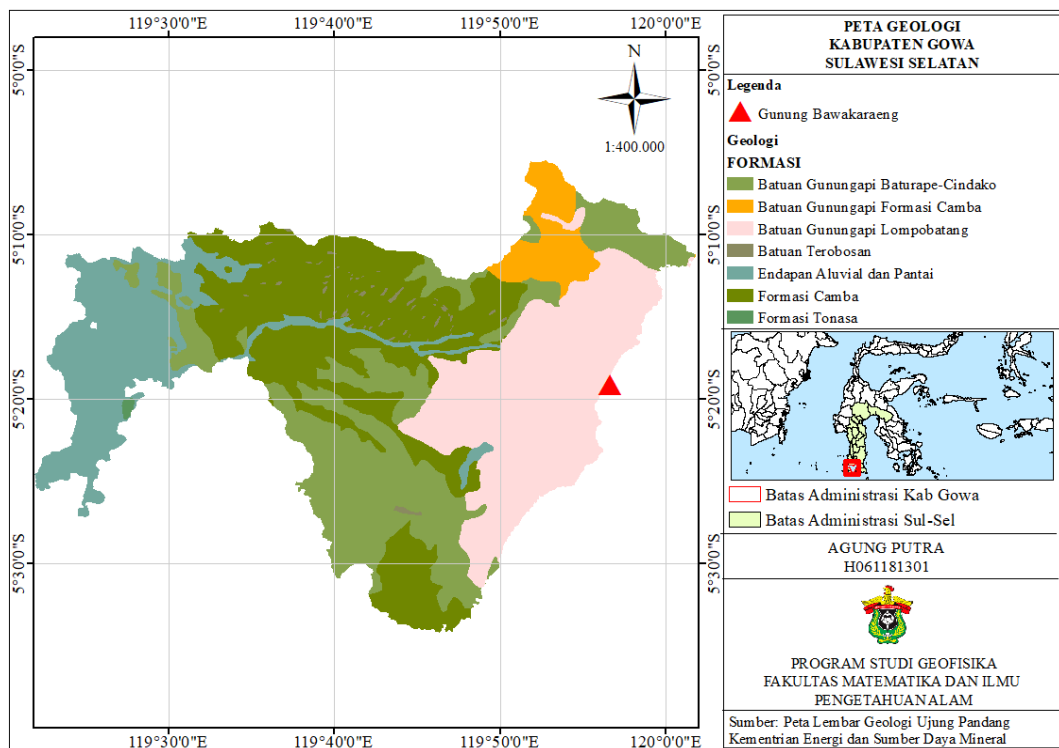 119°30'0"E
119°40'0"E
119°50'0"E
120°0'0"E
5°0'0"S
5°10'0"S
5°20'0"S
5°30'0"S
N
1:400.000
5°0'0"S
5°10'0"S
5°20'0"S
5°30'0"S
119°30'0"E
119°40'0"E
119°50'0"E
120°0'0"E
PETA GEOLOGI
KABUPATEN GOWA
SULAWESI SELATAN
Legenda
Gunung Bawakaraeng
Geologi
FORMASI
Batuan Gunungapi Baturape-Cindako
Batuan Gunungapi Formasi Camba
Batuan Gunungapi Lompobatang
Batuan Terobosan
Endapan Aluvial dan Pantai
Formasi Camba
Formasi Tonasa
Batas Administrasi Kab Gowa
Batas Administrasi Sul-Sel
AGUNG PUTRA
H061181301
PROGRAM STUDI GEOFISIKA
FAKULTAS MATEMATIKA DAN ILMU
PENGETAHUAN ALAM
Sumber: Peta Lembar Geologi Ujung Pandang
Kementrian Energi dan Sumber Daya Mineral